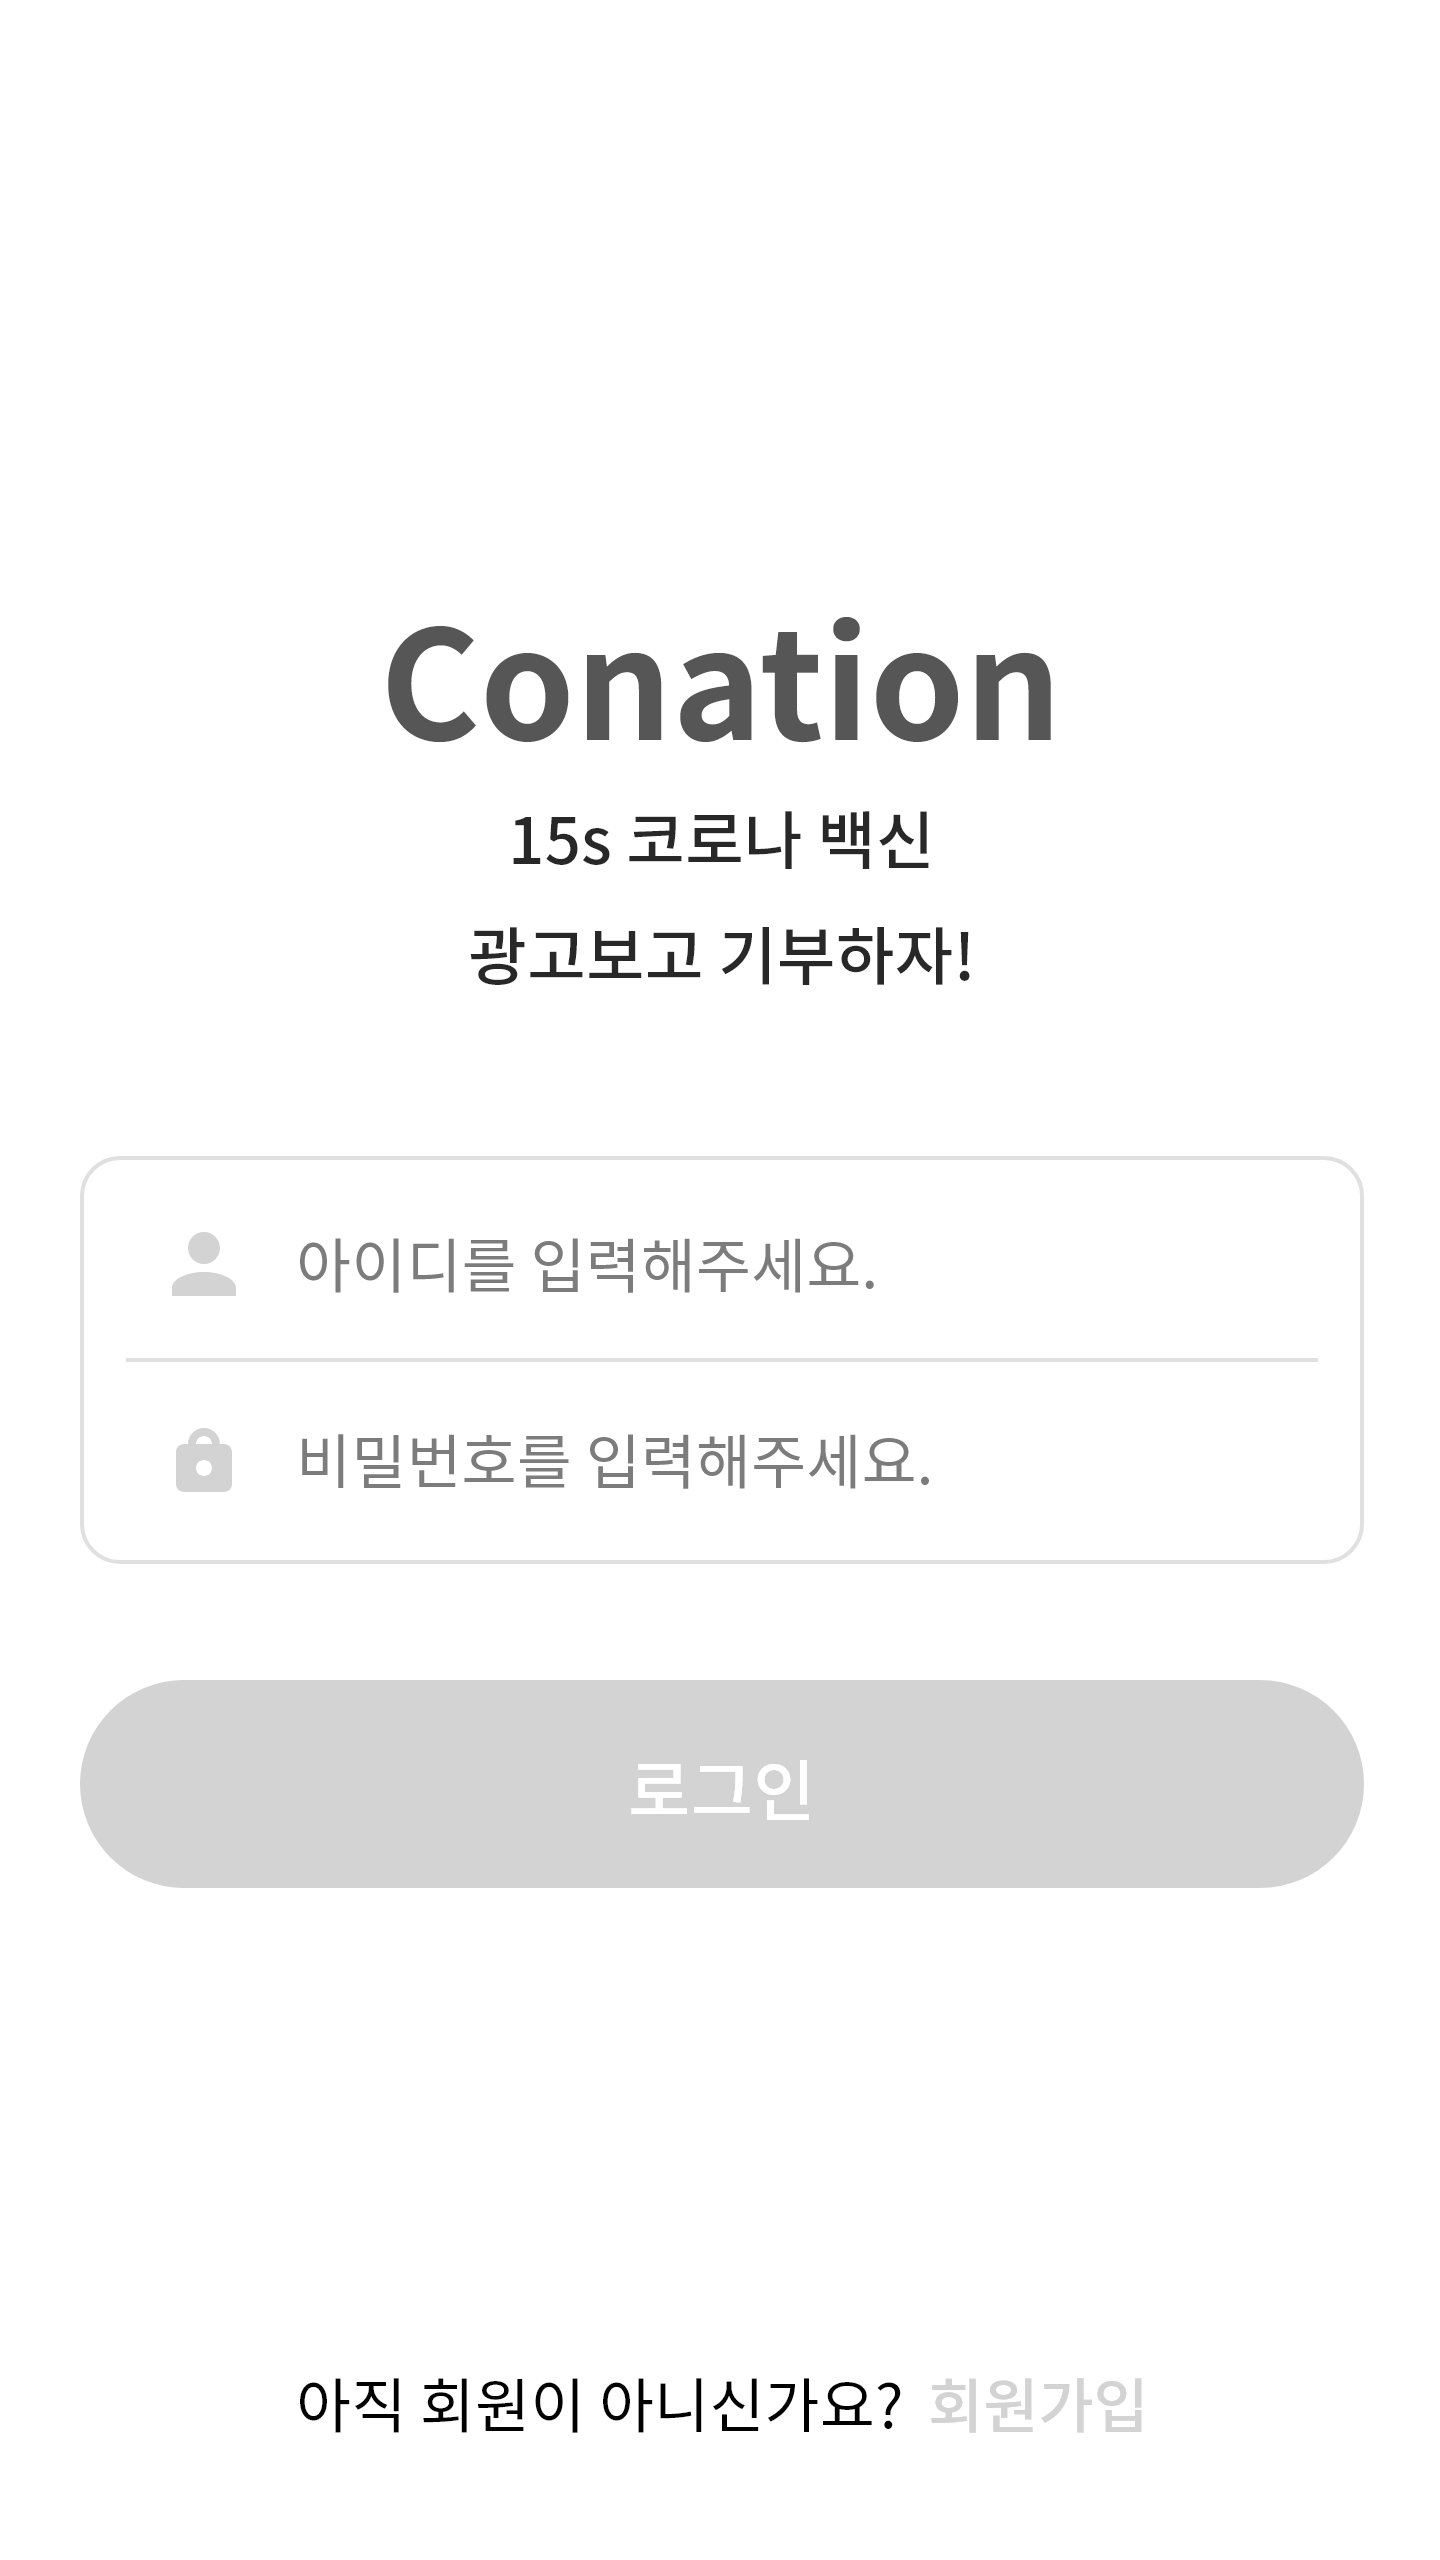 Conation
15s 코로나 백신
광고보고 기부하자!
아이디를 입력해주세요.
비밀번호를 입력해주세요.
로그인
아직 회원이 아니신가요? 회원가입